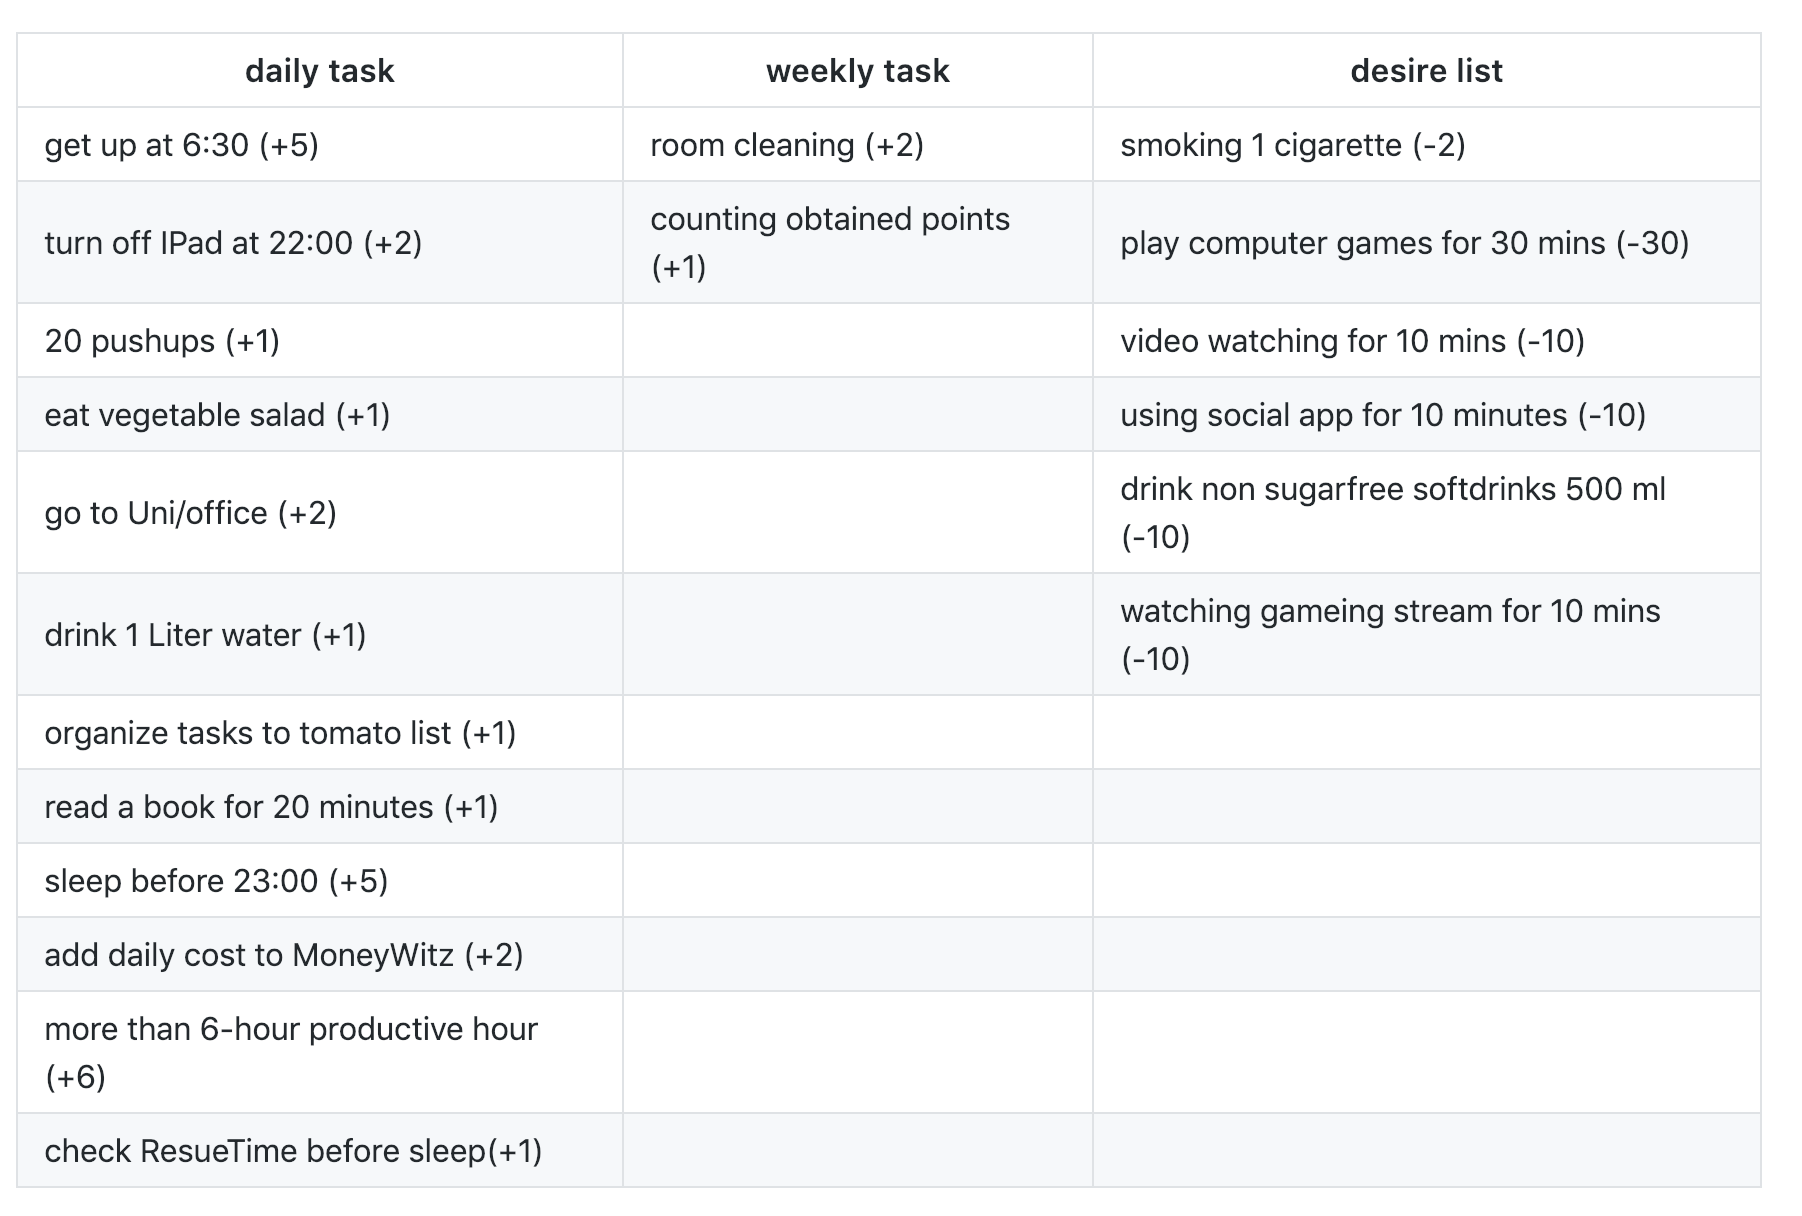 daily task weekly task desire list
get up at 6:30 (+5) room cleaning (+2) smoking 1 cigarette (-2)
turn off IPad at 22:00 (+2) counting obtained points
(+1) play computer games for 30 mins (-30)
20 pushups (+1) video watching for 10 mins (-10)
eat vegetable salad (+1) using social app for 10 minutes (-10)
go to Uni/office (+2) drink non sugarfree softdrinks 500 ml
(-10)
drink 1 Liter water (+1) watching gameing stream for 10 mins
(-10)
organize tasks to tomato list (+1)
read a book for 20 minutes (+1)
sleep before 23:00 (+5)
add daily cost to MoneyWitz (+2)
more than 6-hour productive hour
(+6)
check ResueTime before sleep(+1)